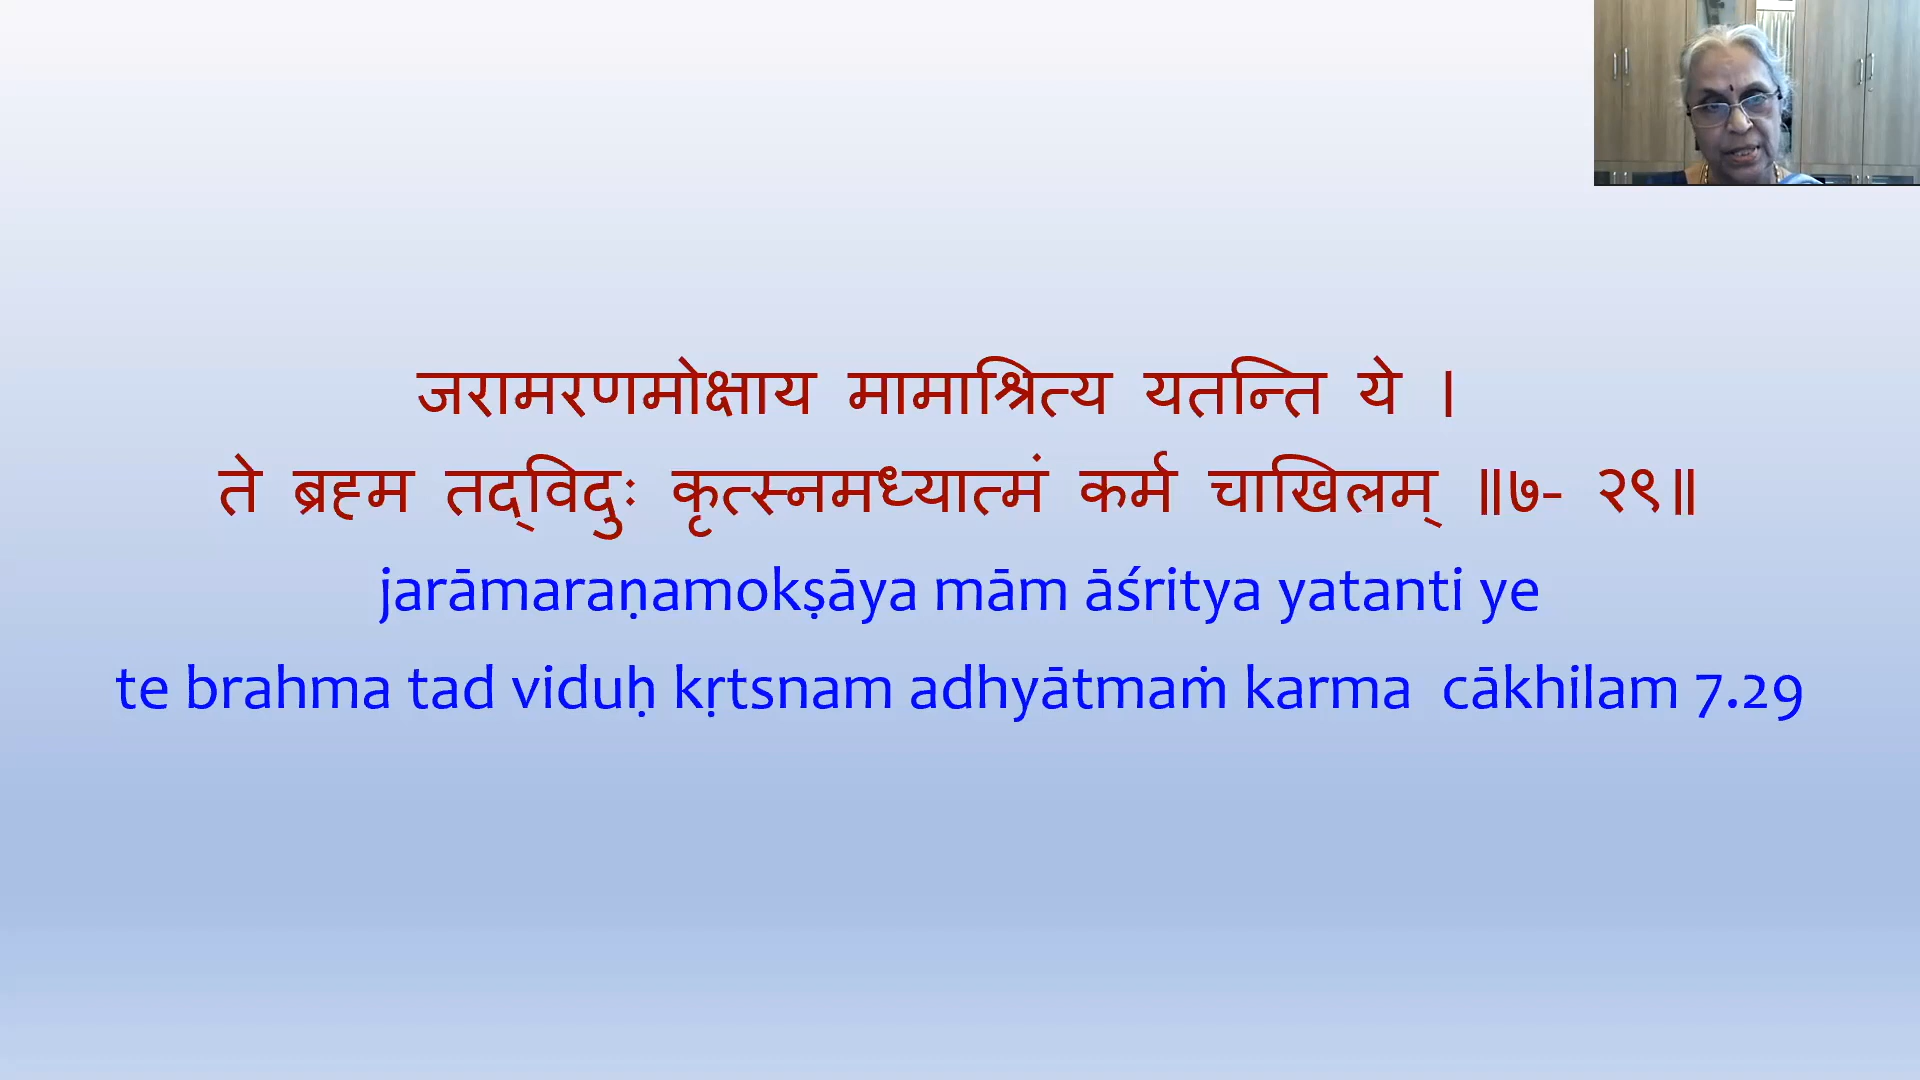 जरामरणमोक्षाय मामाश्रित्य यतन्ति ये ।
ते ब्रह्म तद्विदुः कृत्स्नमध्यात्मं कर्म चाखिलम् ॥७- २९॥
jarāmaraṇamokṣāya mām āśritya yatanti ye
te brahma tad viduḥ kṛtsnam adhyātmaṁ karma cākhilam 7.29